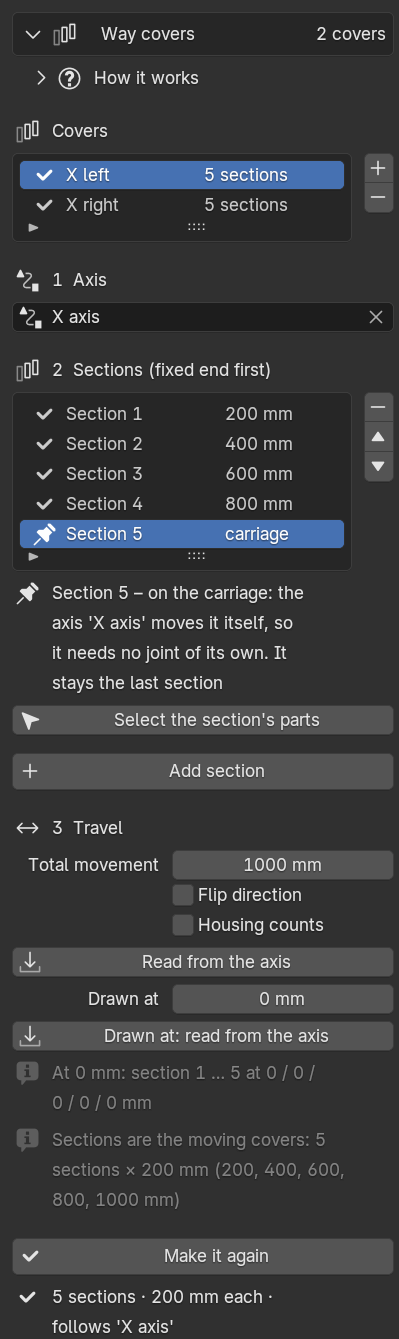 Way covers 2 covers
How it works
Covers
X left 5 sections
X right 5 sections
1 Axis
X axis
2 Sections (fixed end first)
Section 1 200 mm
Section 2 400 mm
Section 3 600 mm
Section 4 800 mm
Section 5 carriage
Section 5 – on the carriage: the
axis 'X axis' moves it itself, so
it needs no joint of its own. It
stays the last section
Select the section's parts
Add section
3 Travel
Total movement 1000 mm
Flip direction
Housing counts
Read from the axis
Drawn at 0 mm
Drawn at: read from the axis
At 0 mm: section 1 ... 5 at 0 / 0 /
0 / 0 / 0 mm
Sections are the moving covers: 5
sections × 200 mm (200, 400, 600,
800, 1000 mm)
Make it again
5 sections · 200 mm each ·
follows 'X axis'